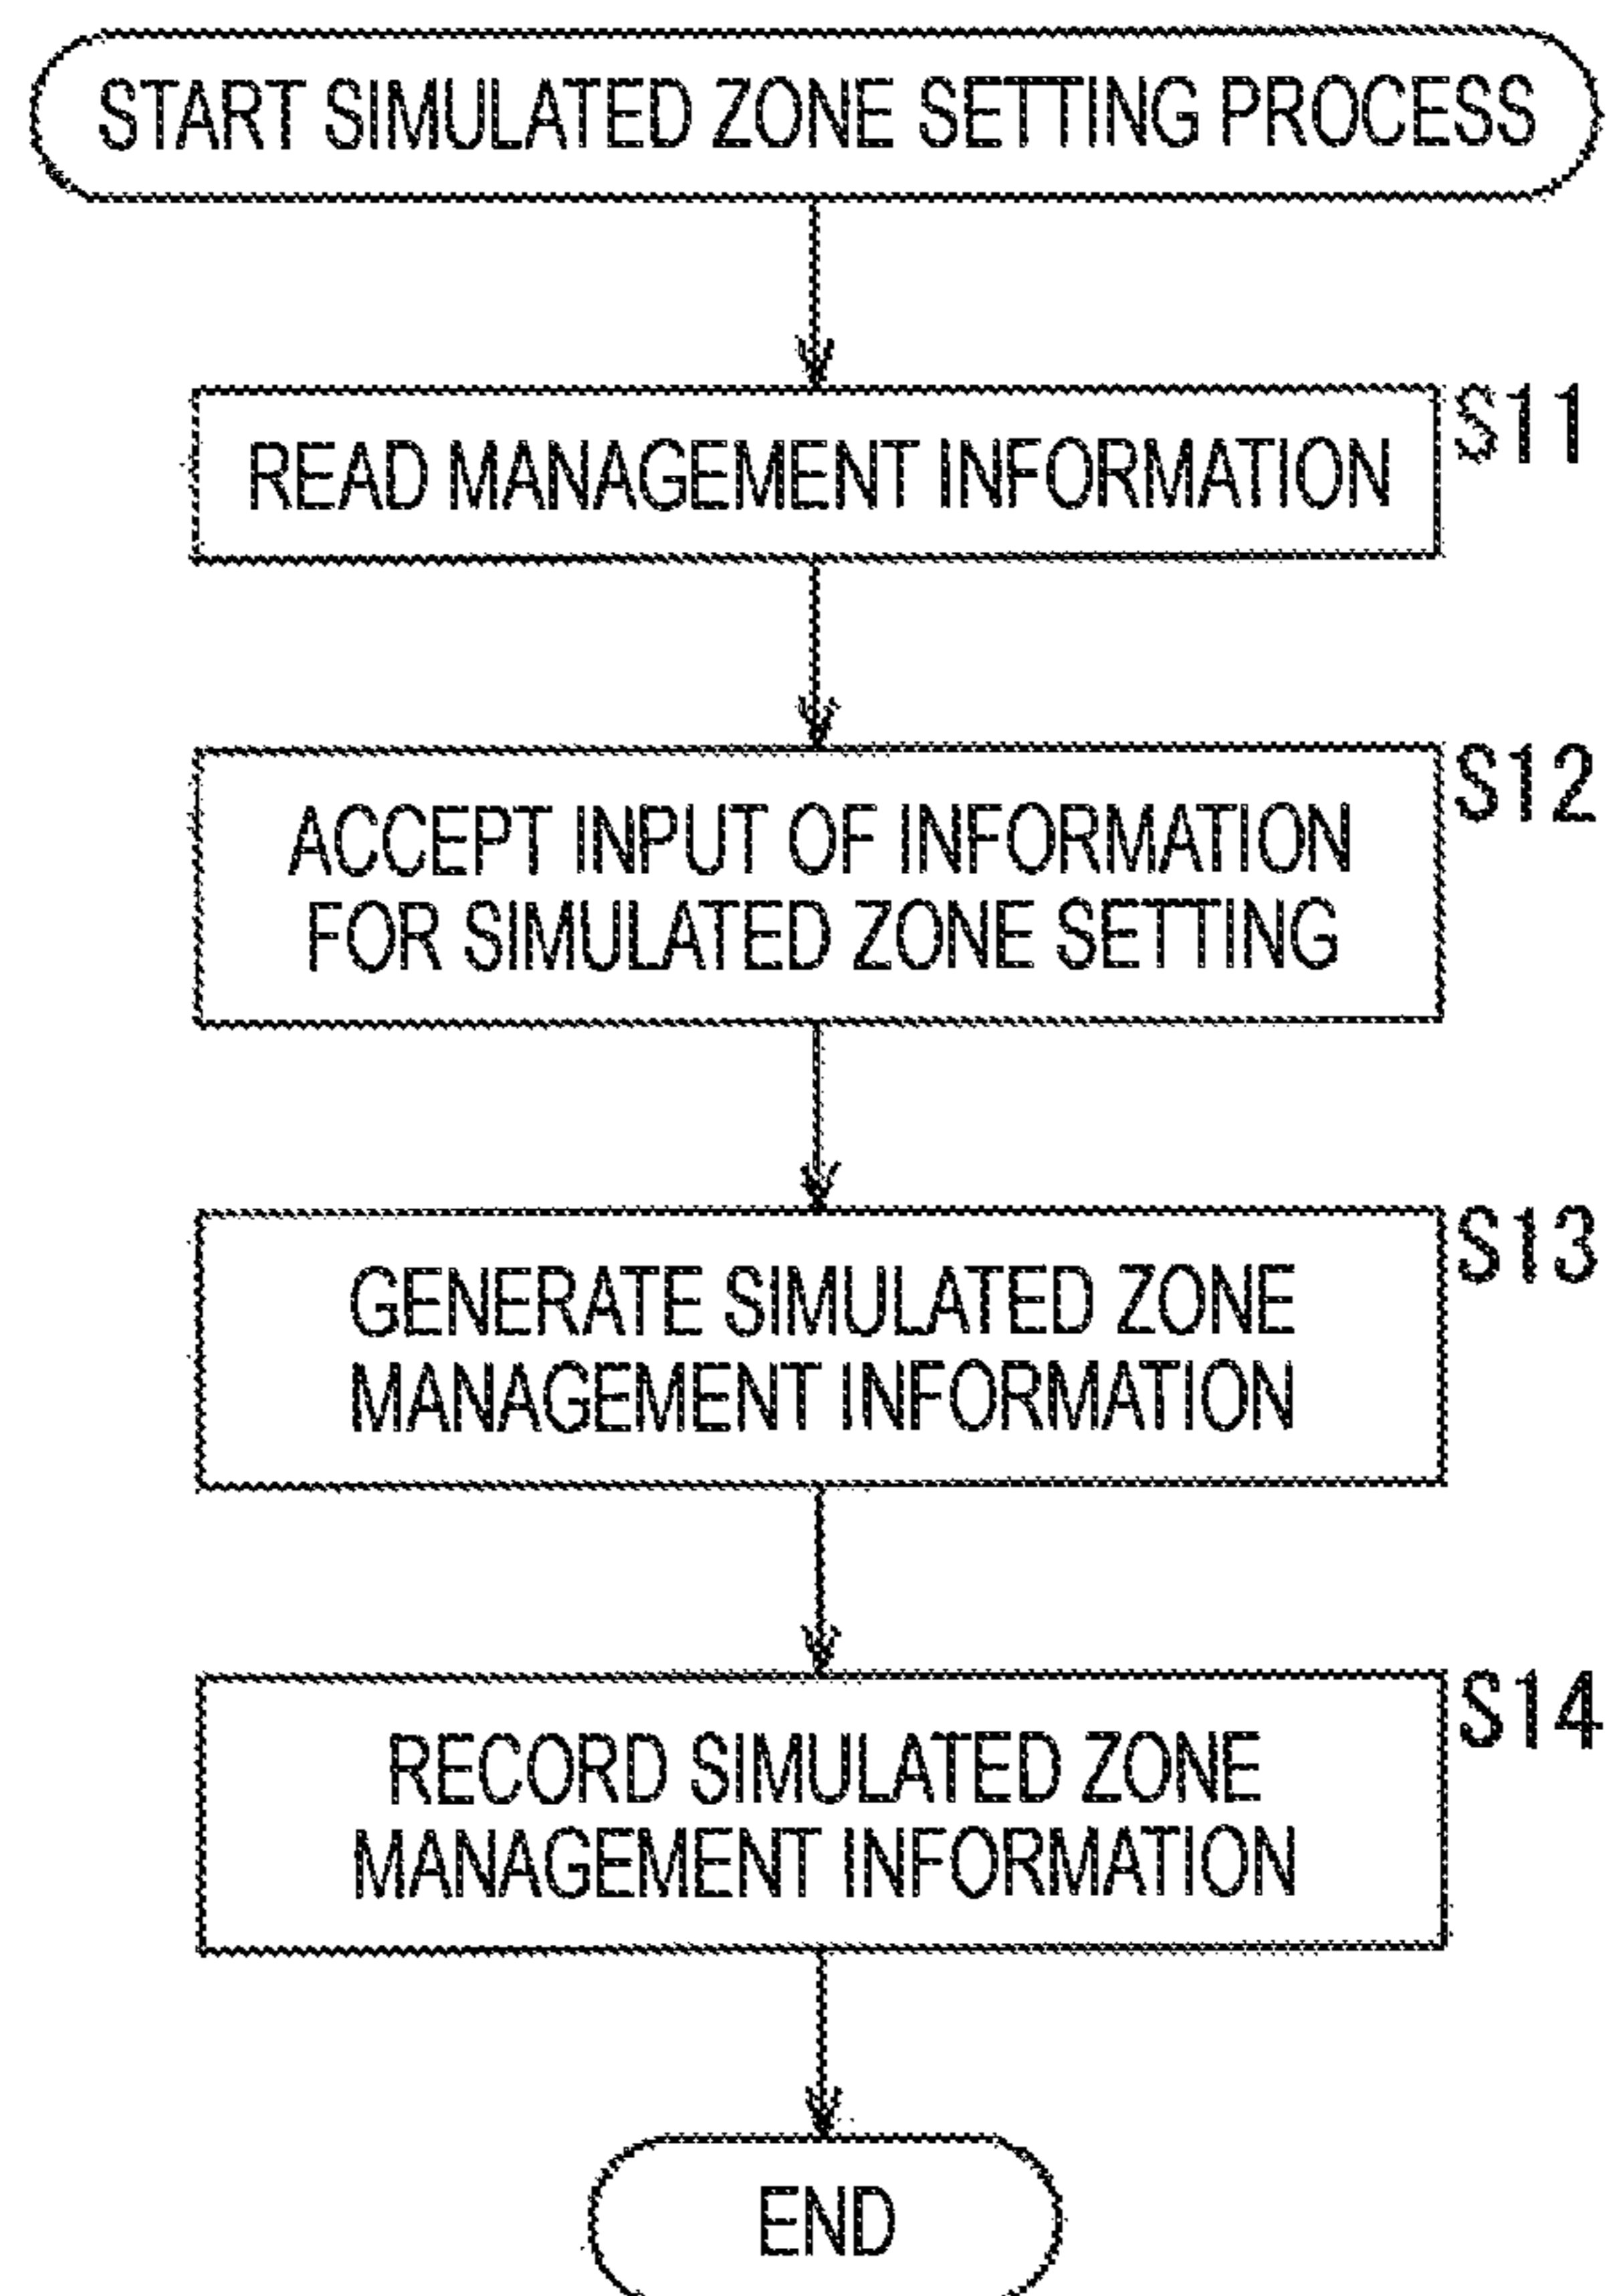 START SIMULATED ZONE SETTING PROCESS
READ MANAGEMENT INFORMATION
S11
ACCEPT INPUT OF INFORMATION
FOR SIMULATED ZONE SETTING
S12
GENERATE SIMULATED ZONE
MANAGEMENT INFORMATION
S13
RECORD SIMULATED ZONE
MANAGEMENT INFORMATION
S14
END